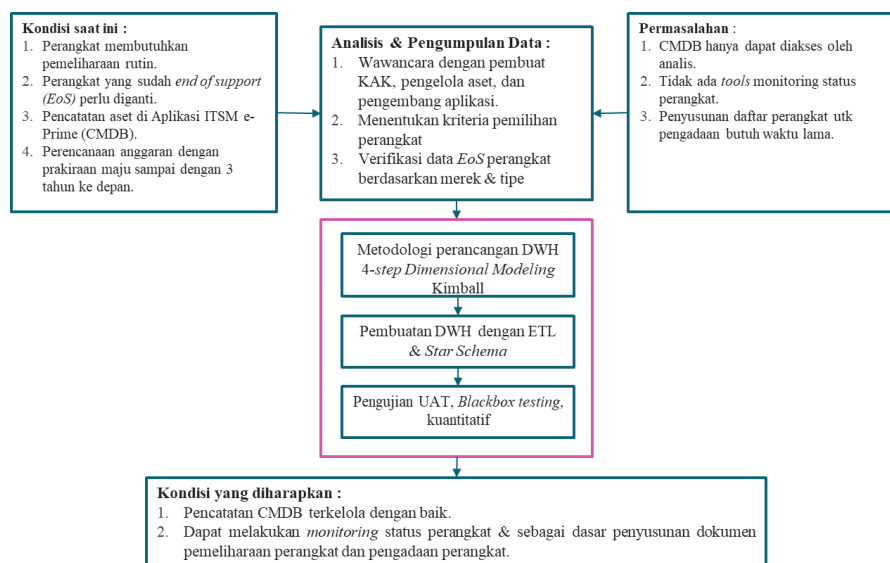 Kondisi saat ini :
1. Perangkat membutuhkan
pemeliharaan rutin.
2. Perangkat yang sudah end of support
(EoS) perlu diganti.
3. Pencatatan aset di Aplikasi ITSM e-
Prime (CMDB).
4. Perencanaan anggaran dengan
prakiraan maju sampai dengan 3
tahun ke depan.
Analisis & Pengumpulan Data :
1. Wawancara dengan pembuat
KAK, pengelola aset, dan
pengembang aplikasi.
2. Menentukan kriteria pemilihan
perangkat
3. Verifikasi data EoS perangkat
berdasarkan merek & tipe
Permasalahan :
1. CMDB hanya dapat diakses oleh
analis.
2. Tidak ada tools monitoring status
perangkat.
3. Penyusunan daftar perangkat utk
pengadaan butuh waktu lama.
Metodologi perancangan DWH
4-step Dimensional Modeling
Kimball
Pembuatan DWH dengan ETL
& Star Schema
Pengujian UAT, Blackbox testing,
kuantitatif
Kondisi yang diharapkan :
1. Pencatatan CMDB terkelola dengan baik.
2. Dapat melakukan monitoring status perangkat & sebagai dasar penyusunan dokumen
pemeliharaan perangkat dan pengadaan perangkat.